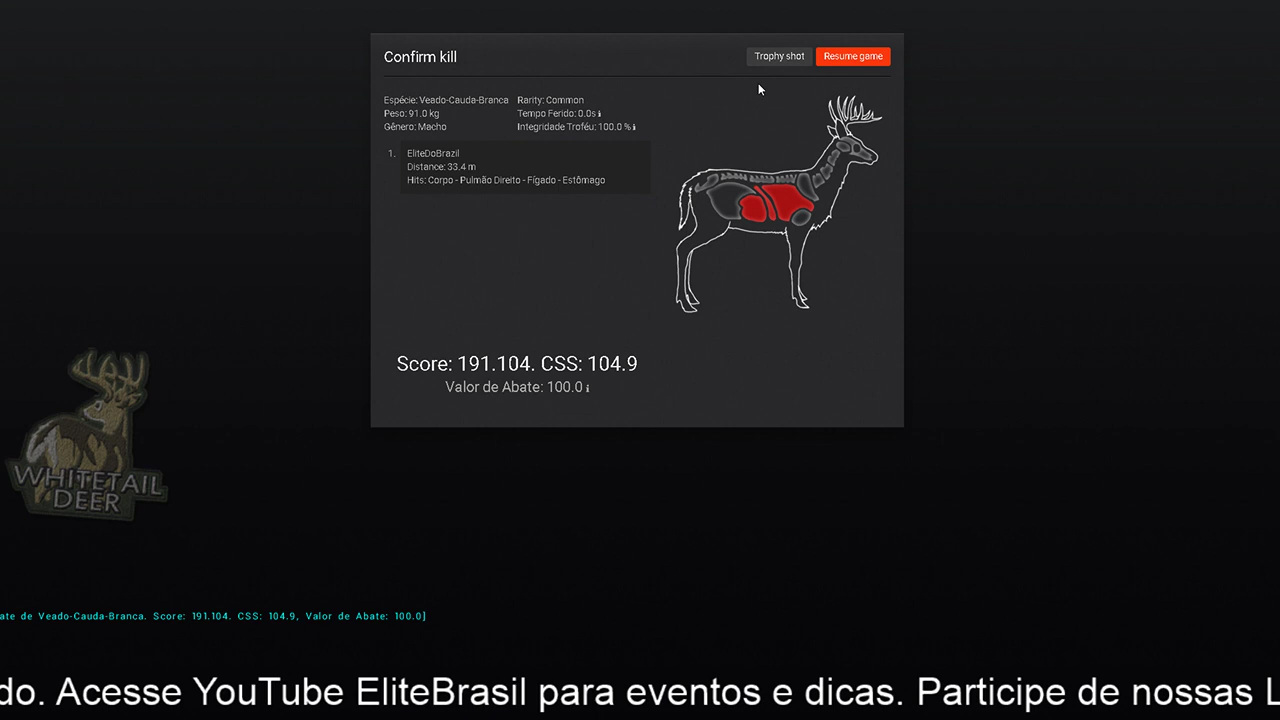 Confirm kill
Trophy shot
Resume game
Espécie: Veado-Cauda-Branca
Rarity: Common
Peso: 91.0 kg
Tempo Ferido: 0.0s
Gênero: Macho
Integridade Troféu: 100.0 %
1.
EliteDoBrazil
Distance: 33.4 m
Hits: Corpo - Pulmão Direito - Fígado - Estômago
Score: 191.104. CSS: 104.9
Valor de Abate: 100.0
WHITETAIL
DEER
ate de Veado-Cauda-Branca. Score: 191.104. CSS: 104.9, Valor de Abate: 100.0]
do. Acesse YouTube EliteBrasil para eventos e dicas. Participe de nossas L